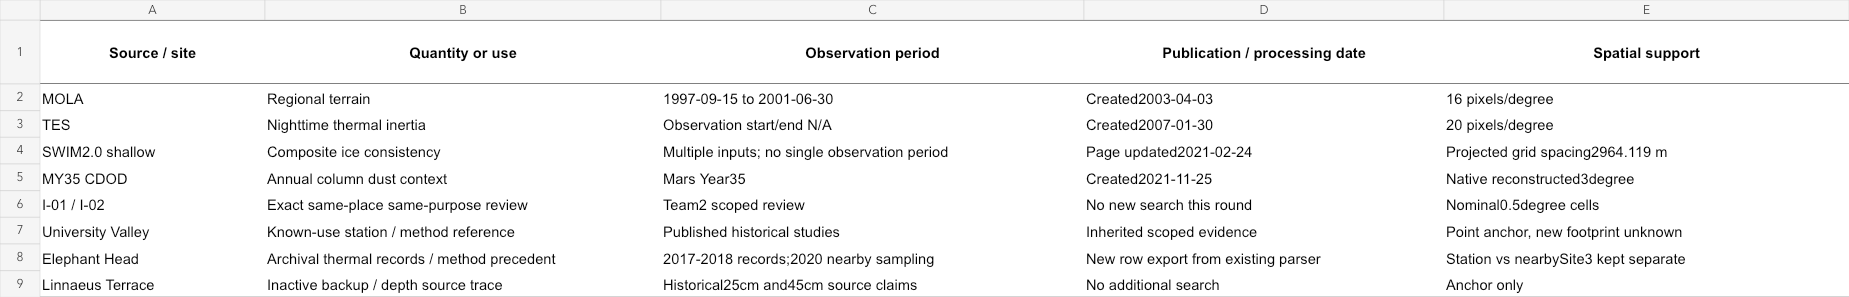 A B C D E
1 Source / site Quantity or use Observation period Publication / processing date Spatial support
2 MOLA Regional terrain 1997-09-15 to 2001-06-30 Created2003-04-03 16 pixels/degree
3 TES Nighttime thermal inertia Observation start/end N/A Created2007-01-30 20 pixels/degree
4 SWIM2.0 shallow Composite ice consistency Multiple inputs; no single observation period Page updated2021-02-24 Projected grid spacing2964.119 m
5 MY35 CDOD Annual column dust context Mars Year35 Created2021-11-25 Native reconstructed3degree
6 I-01 / I-02 Exact same-place same-purpose review Team2 scoped review No new search this round Nominal0.5degree cells
7 University Valley Known-use station / method reference Published historical studies Inherited scoped evidence Point anchor, new footprint unknown
8 Elephant Head Archival thermal records / method precedent 2017-2018 records;2020 nearby sampling New row export from existing parser Station vs nearbySite3 kept separate
9 Linnaeus Terrace Inactive backup / depth source trace Historical25cm and45cm source claims No additional search Anchor only